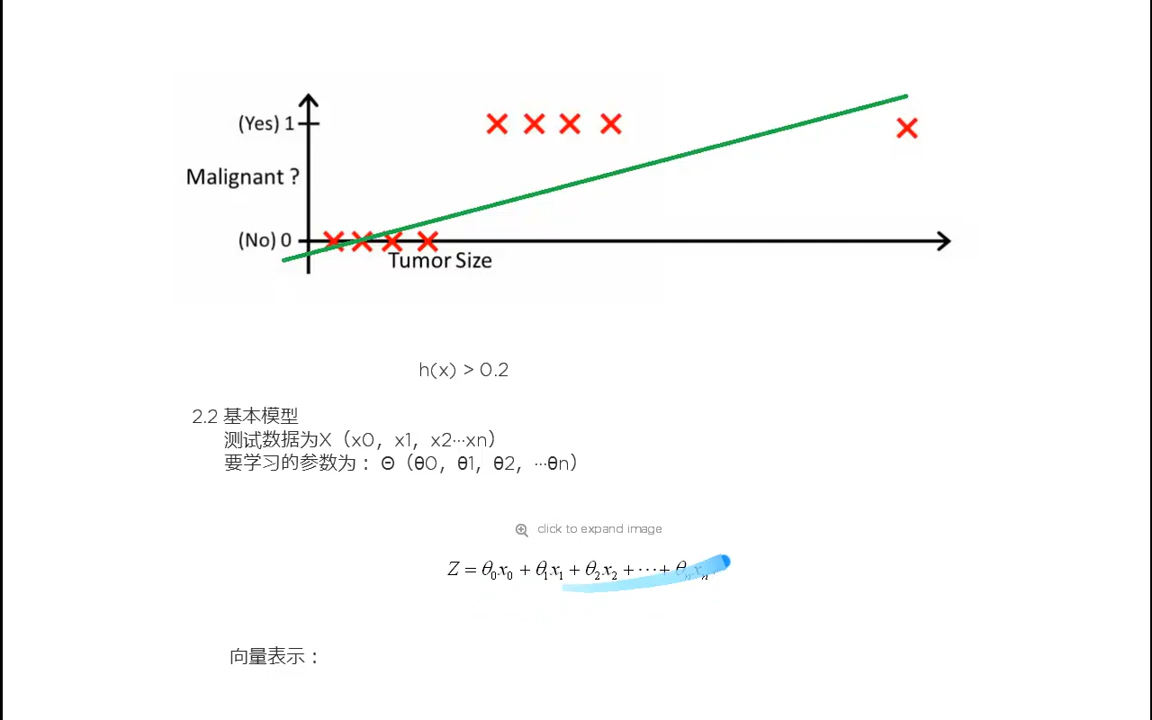 (Yes) 1
Malignant ?
(No) 0
Tumor Size
h(x) > 0.2
2.2 基本模型
测试数据为X（x0，x1，x2···xn）
要学习的参数为：Θ（θ0，θ1，θ2，···θn）
click to expand image
Z = θ₀x₀ + θ₁x₁ + θ₂x₂ + ··· + θₙxₙ
向量表示：